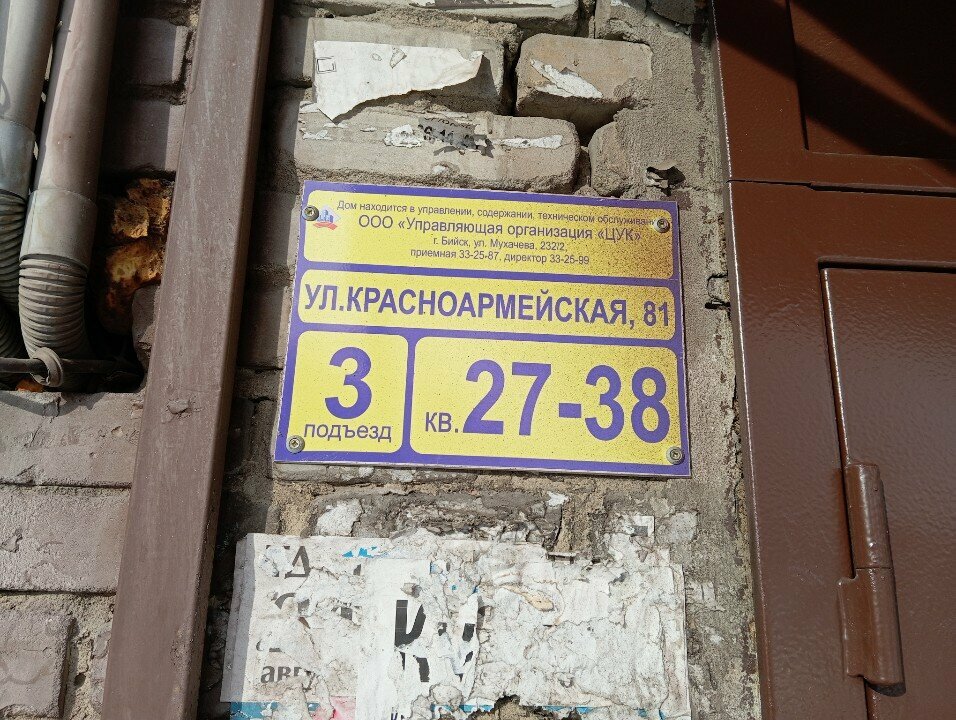 Дом находится в управлении, содержании, техническом обслуживании
ООО «Управляющая организация «ЦУК»
г. Бийск, ул. Мухачева, 232/2,
приемная 33-25-87, директор 33-25-99
УЛ.КРАСНОАРМЕЙСКАЯ, 81
3
подъезд
кв. 27-38